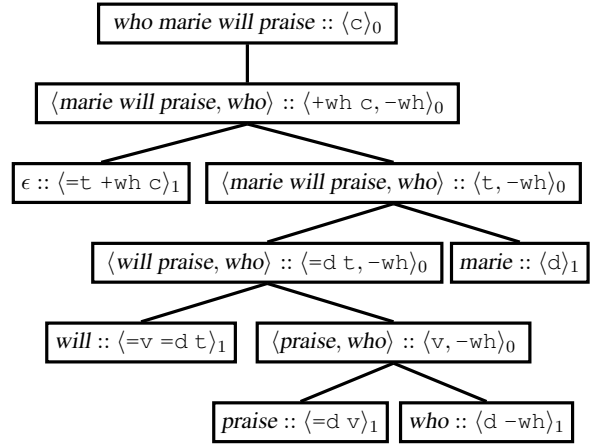 who marie will praise :: ⟨c⟩₀
⟨marie will praise, who⟩ :: ⟨+wh c, -wh⟩₀
ϵ :: ⟨=t +wh c⟩₁ ⟨marie will praise, who⟩ :: ⟨t, -wh⟩₀
⟨will praise, who⟩ :: ⟨=d t, -wh⟩₀ marie :: ⟨d⟩₁
will :: ⟨=v =d t⟩₁ ⟨praise, who⟩ :: ⟨v, -wh⟩₀
praise :: ⟨=d v⟩₁ who :: ⟨d -wh⟩₁